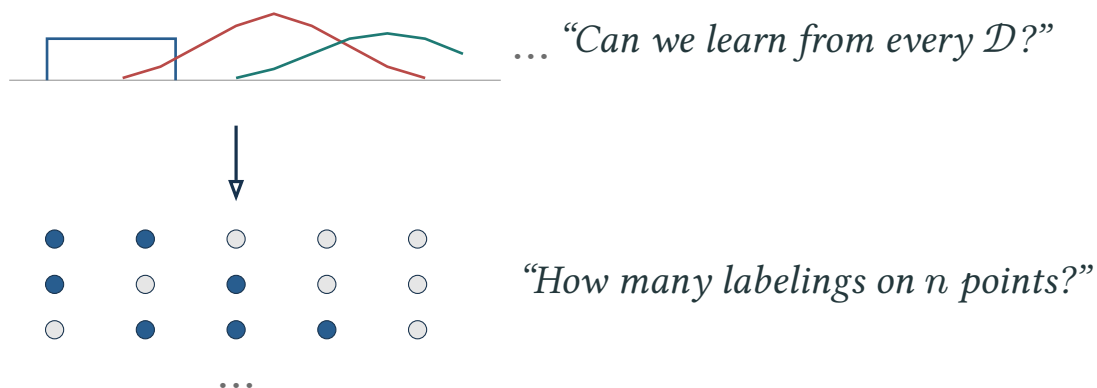 ... “Can we learn from every 𝒟?”
“How many labelings on n points?”
...